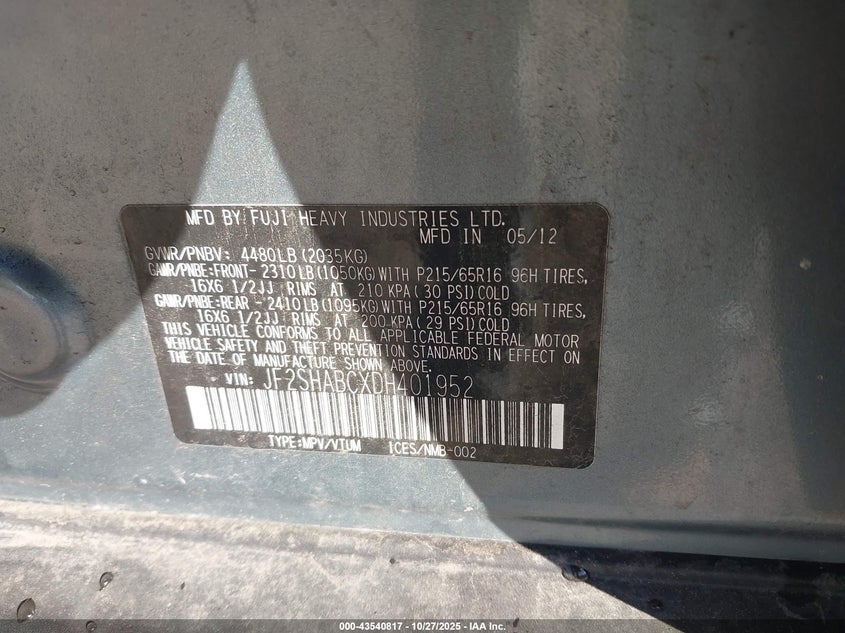 MFD BY FUJI HEAVY INDUSTRIES LTD.
MFD IN 05/12
GVWR/PNBV: 4480LB(2035KG)
GAWR/PNBE:FRONT- 2310LB(1050KG)WITH P215/65R16 96H TIRES,
16X6 1/2JJ RIMS AT 210 KPA(30 PSI)COLD
GAWR/PNBE:REAR - 2410LB(1095KG)WITH P215/65R16 96H TIRES,
16X6 1/2JJ RIMS AT 200 KPA(29 PSI)COLD
THIS VEHICLE CONFORMS TO ALL APPLICABLE FEDERAL MOTOR
VEHICLE SAFETY AND THEFT PREVENTION STANDARDS IN EFFECT ON
THE DATE OF MANUFACTURE SHOWN ABOVE.
VIN: JF2SHABCXDH401952
TYPE:MPV/VTUM ICES/NMB-002
000-43540817 - 10/27/2025 - IAA Inc.